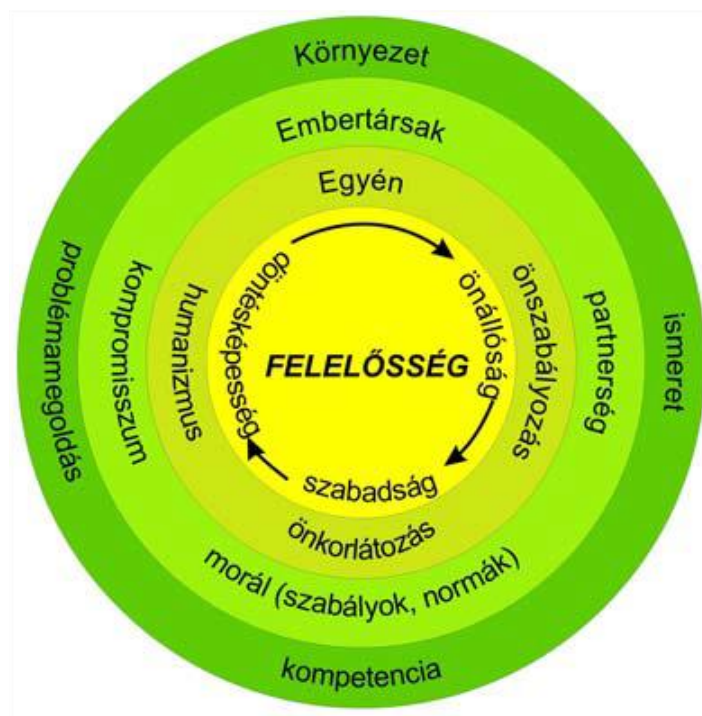 Környezet
Embertársak
Egyén
döntésképesség
önállóság
szabadság
FELELŐSSÉG
humanizmus
önszabályozás
önkorlátozás
kompromisszum
partnerség
morál (szabályok, normák)
problémamegoldás
ismeret
kompetencia